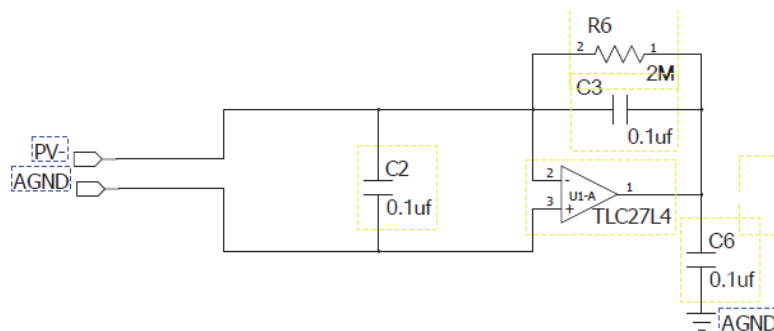 R6
2
1
2M
C3
0.1uf
PV-
AGND
C2
0.1uf
2
-
U1-A
1
3
+
TLC27L4
C6
0.1uf
AGND